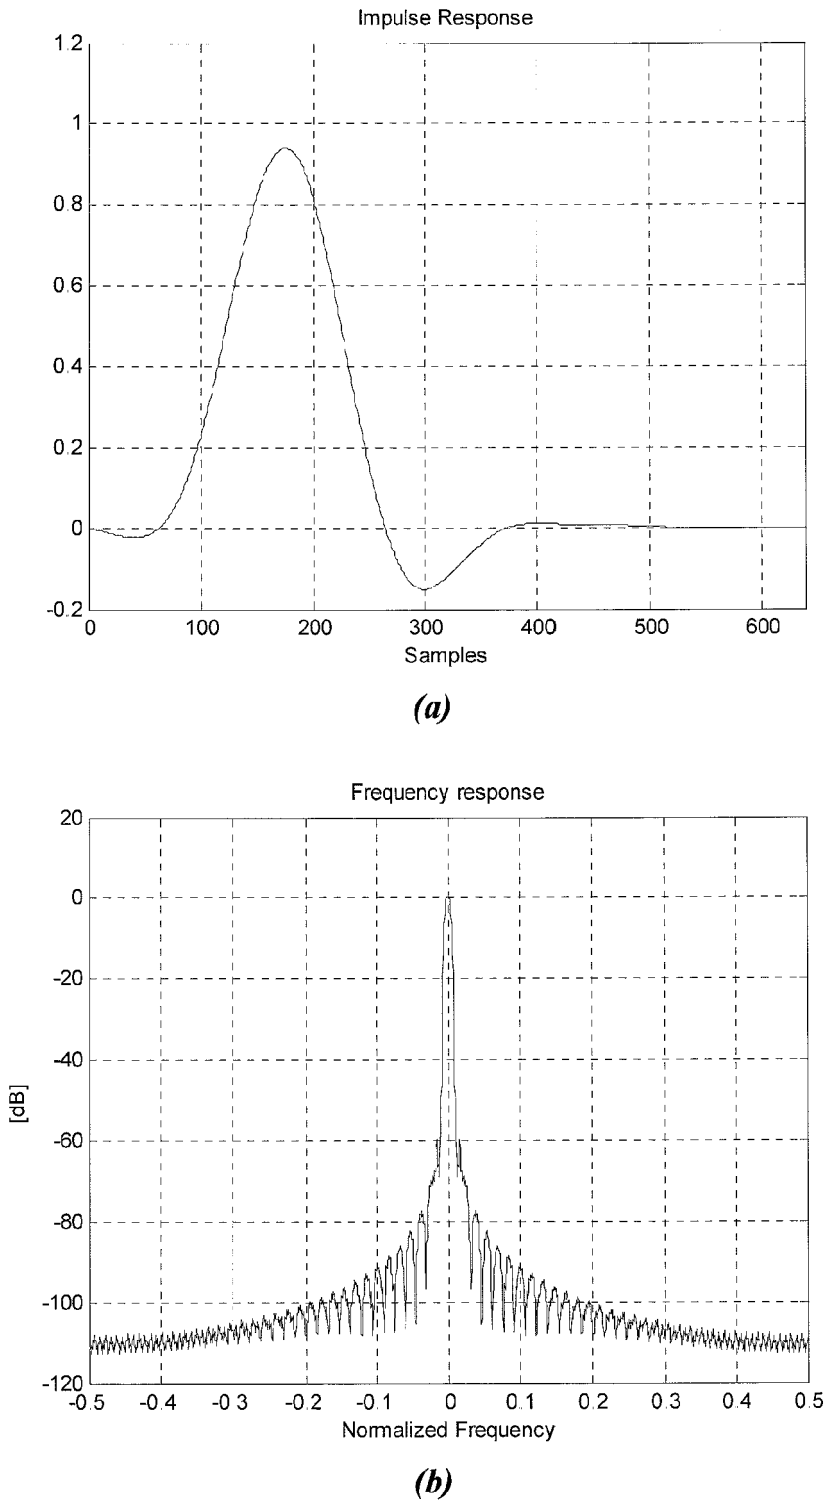 Impulse Response
1.2
1
0.8
0.6
0.4
0.2
0
-0.2
0 100 200 300 400 500 600
Samples
(a)
Frequency response
20
0
-20
-40
-60
-80
-100
-120
[dB]
-0.5 -0.4 -0.3 -0.2 -0.1 0 0.1 0.2 0.3 0.4 0.5
Normalized Frequency
(b)